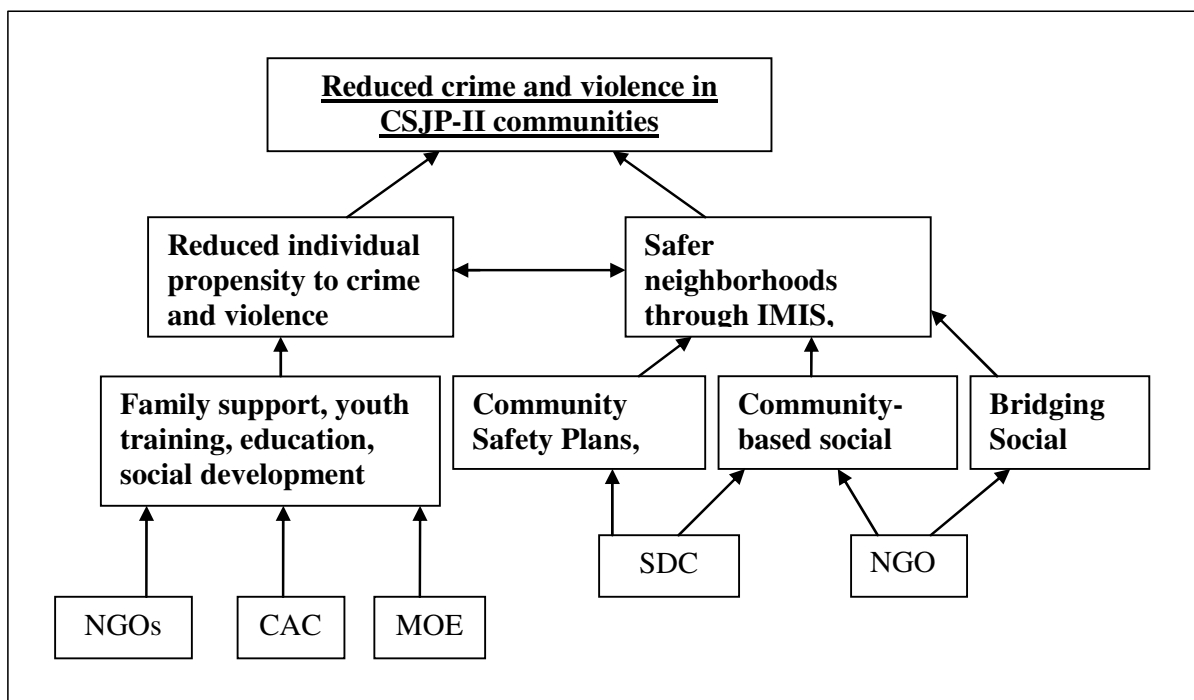 Reduced crime and violence in
CSJP-II communities
Reduced individual
propensity to crime
and violence
Safer
neighborhoods
through IMIS,
Family support, youth
training, education,
social development
Community
Safety Plans,
Community-
based social
Bridging
Social
SDC
NGO
NGOs
CAC
MOE